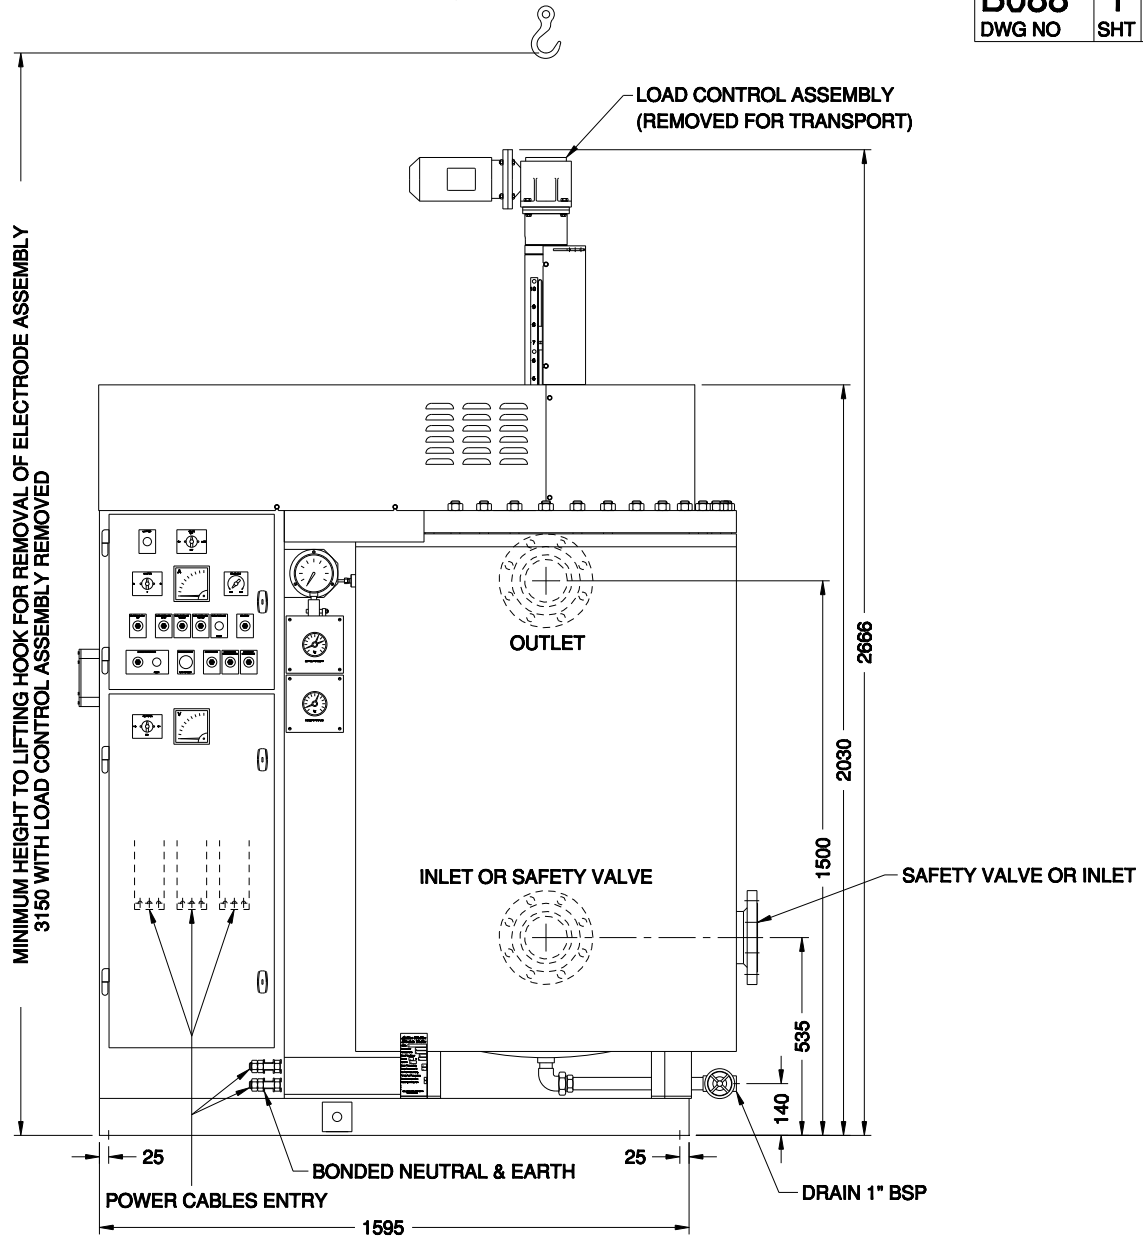 B088 1
DWG NO SHT
LOAD CONTROL ASSEMBLY
(REMOVED FOR TRANSPORT)
MINIMUM HEIGHT TO LIFTING HOOK FOR REMOVAL OF ELECTRODE ASSEMBLY
3150 WITH LOAD CONTROL ASSEMBLY REMOVED
OUTLET
2666
2030
1500
INLET OR SAFETY VALVE
SAFETY VALVE OR INLET
535
140
25
25
BONDED NEUTRAL & EARTH
POWER CABLES ENTRY
DRAIN 1" BSP
1595